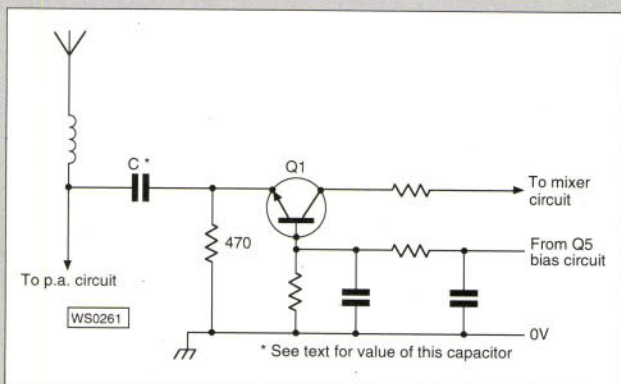 C *
Q1
To mixer
circuit
470
From Q5
bias circuit
To p.a. circuit
WS0261
0V
* See text for value of this capacitor